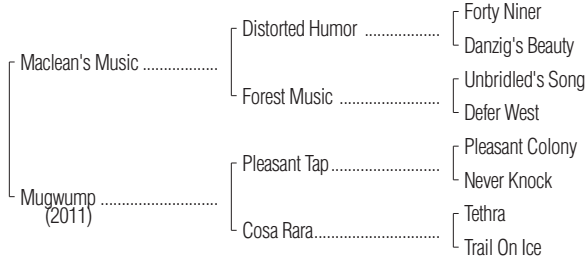 Forty Niner
Distorted Humor ..................
Danzig's Beauty
Maclean's Music ..................
Unbridled's Song
Forest Music ........................
Defer West
Pleasant Colony
Pleasant Tap..........................
Never Knock
Mugwump ............................
(2011)
Tethra
Cosa Rara..............................
Trail On Ice